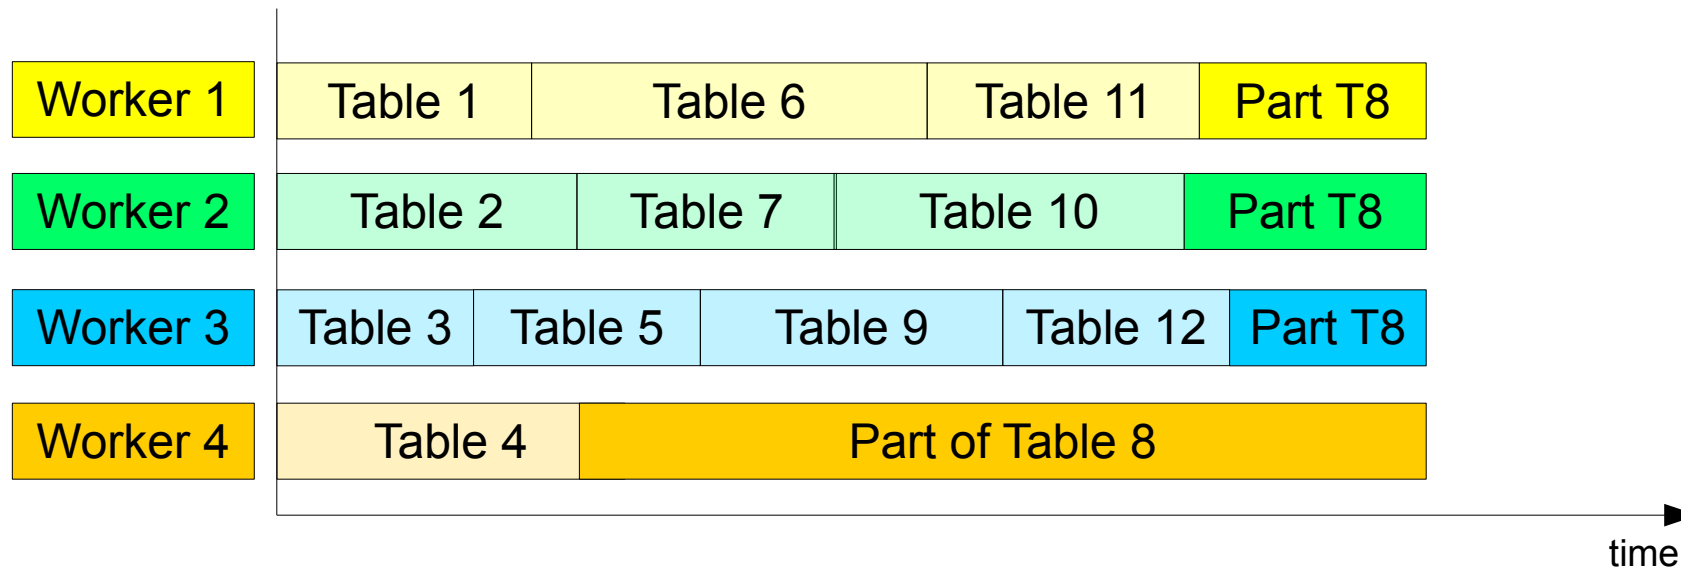 Worker 1 Table 1 Table 6 Table 11 Part T8
Worker 2 Table 2 Table 7 Table 10 Part T8
Worker 3 Table 3 Table 5 Table 9 Table 12 Part T8
Worker 4 Table 4 Part of Table 8
time